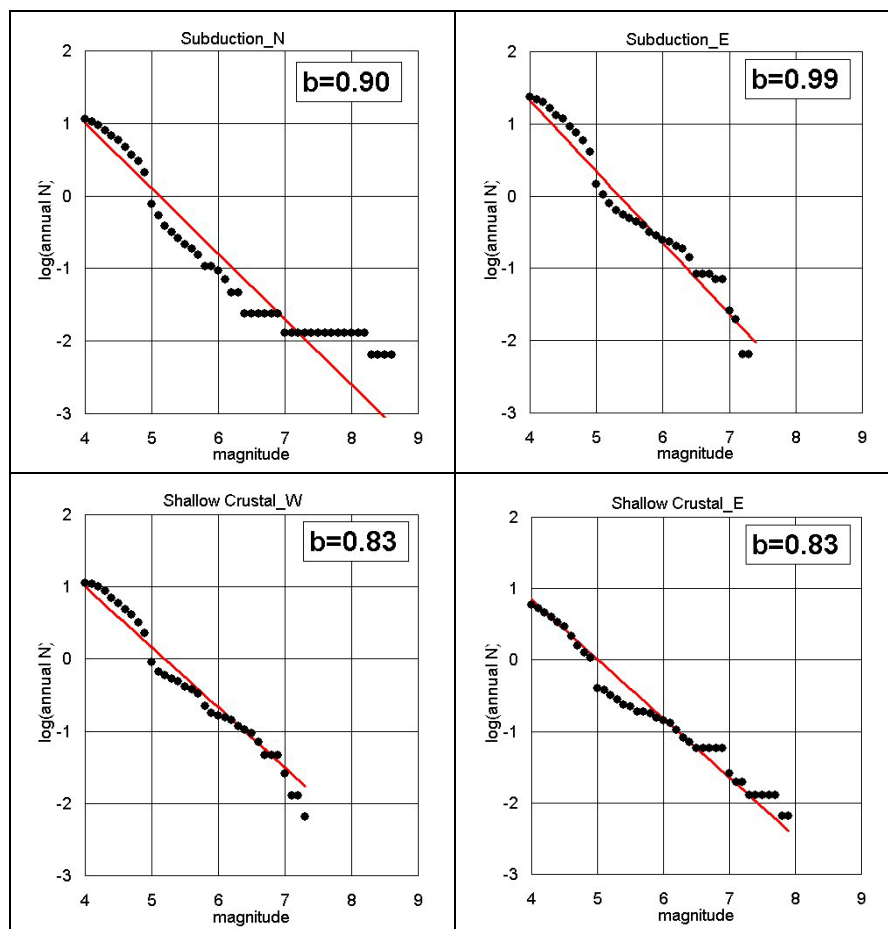 Subduction_N
b=0.90
2
1
0
-1
-2
-3
log(annual N)
4 5 6 7 8 9
magnitude
Subduction_E
b=0.99
2
1
0
-1
-2
-3
log(annual N)
4 5 6 7 8 9
magnitude
Shallow Crustal_W
b=0.83
2
1
0
-1
-2
-3
log(annual N)
4 5 6 7 8 9
magnitude
Shallow Crustal_E
b=0.83
2
1
0
-1
-2
-3
log(annual N)
4 5 6 7 8 9
magnitude